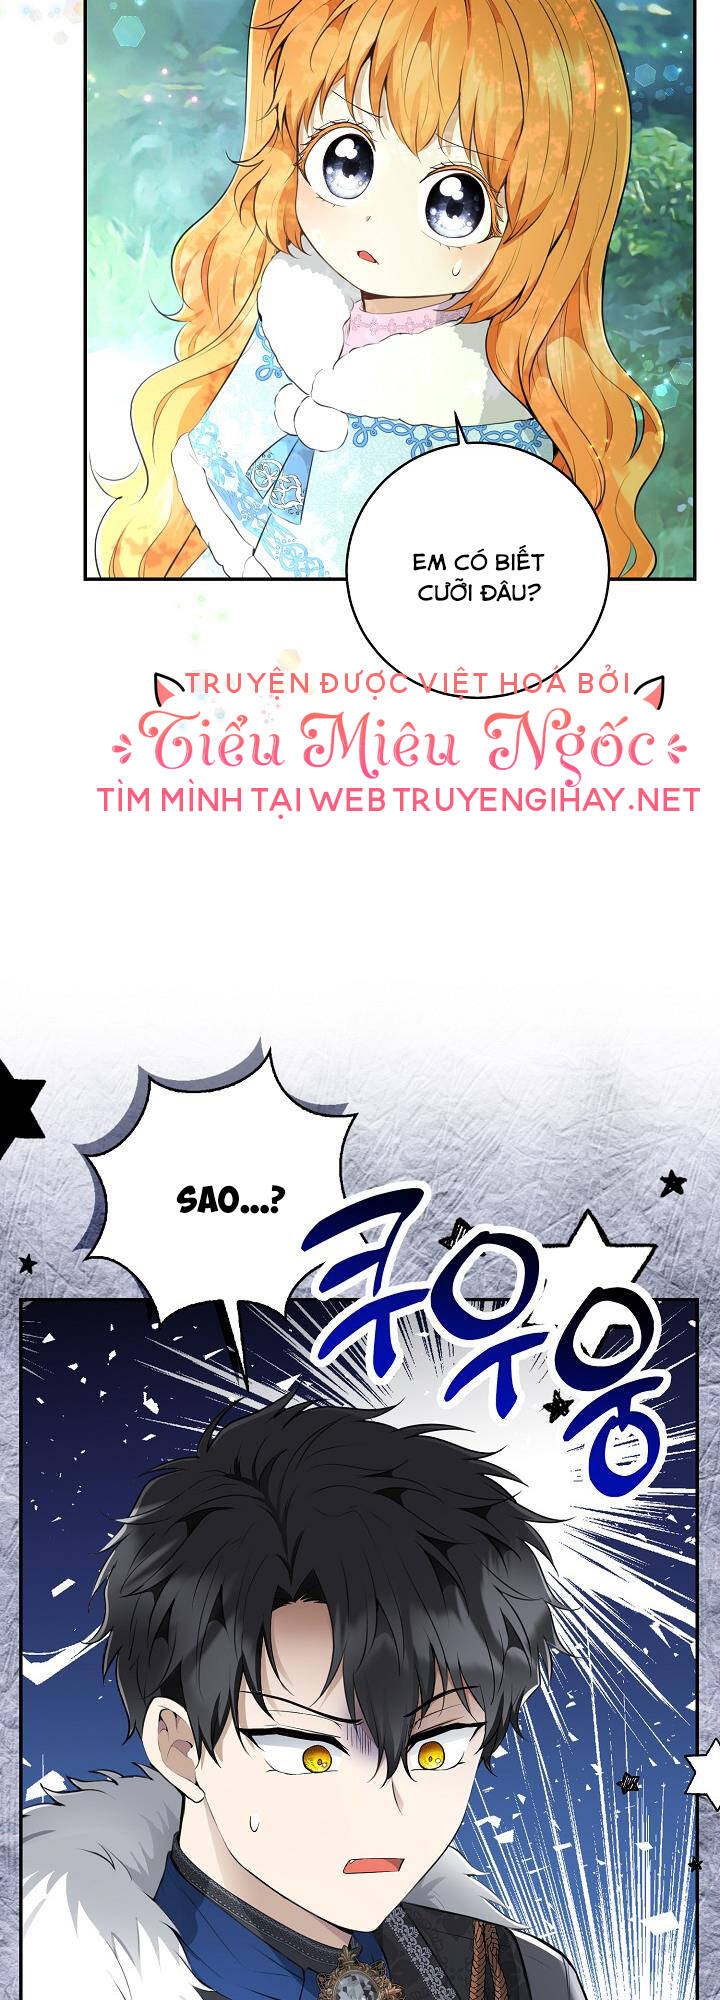 EM CÓ BIẾT
CƯỠI ĐÂU?
TRUYỆN ĐƯỢC VIỆT HOÁ BỞI
Tiểu Miêu Ngốc
TÌM MÌNH TẠI WEB TRUYENGIHAY.NET
SAO...?
쿠우웅